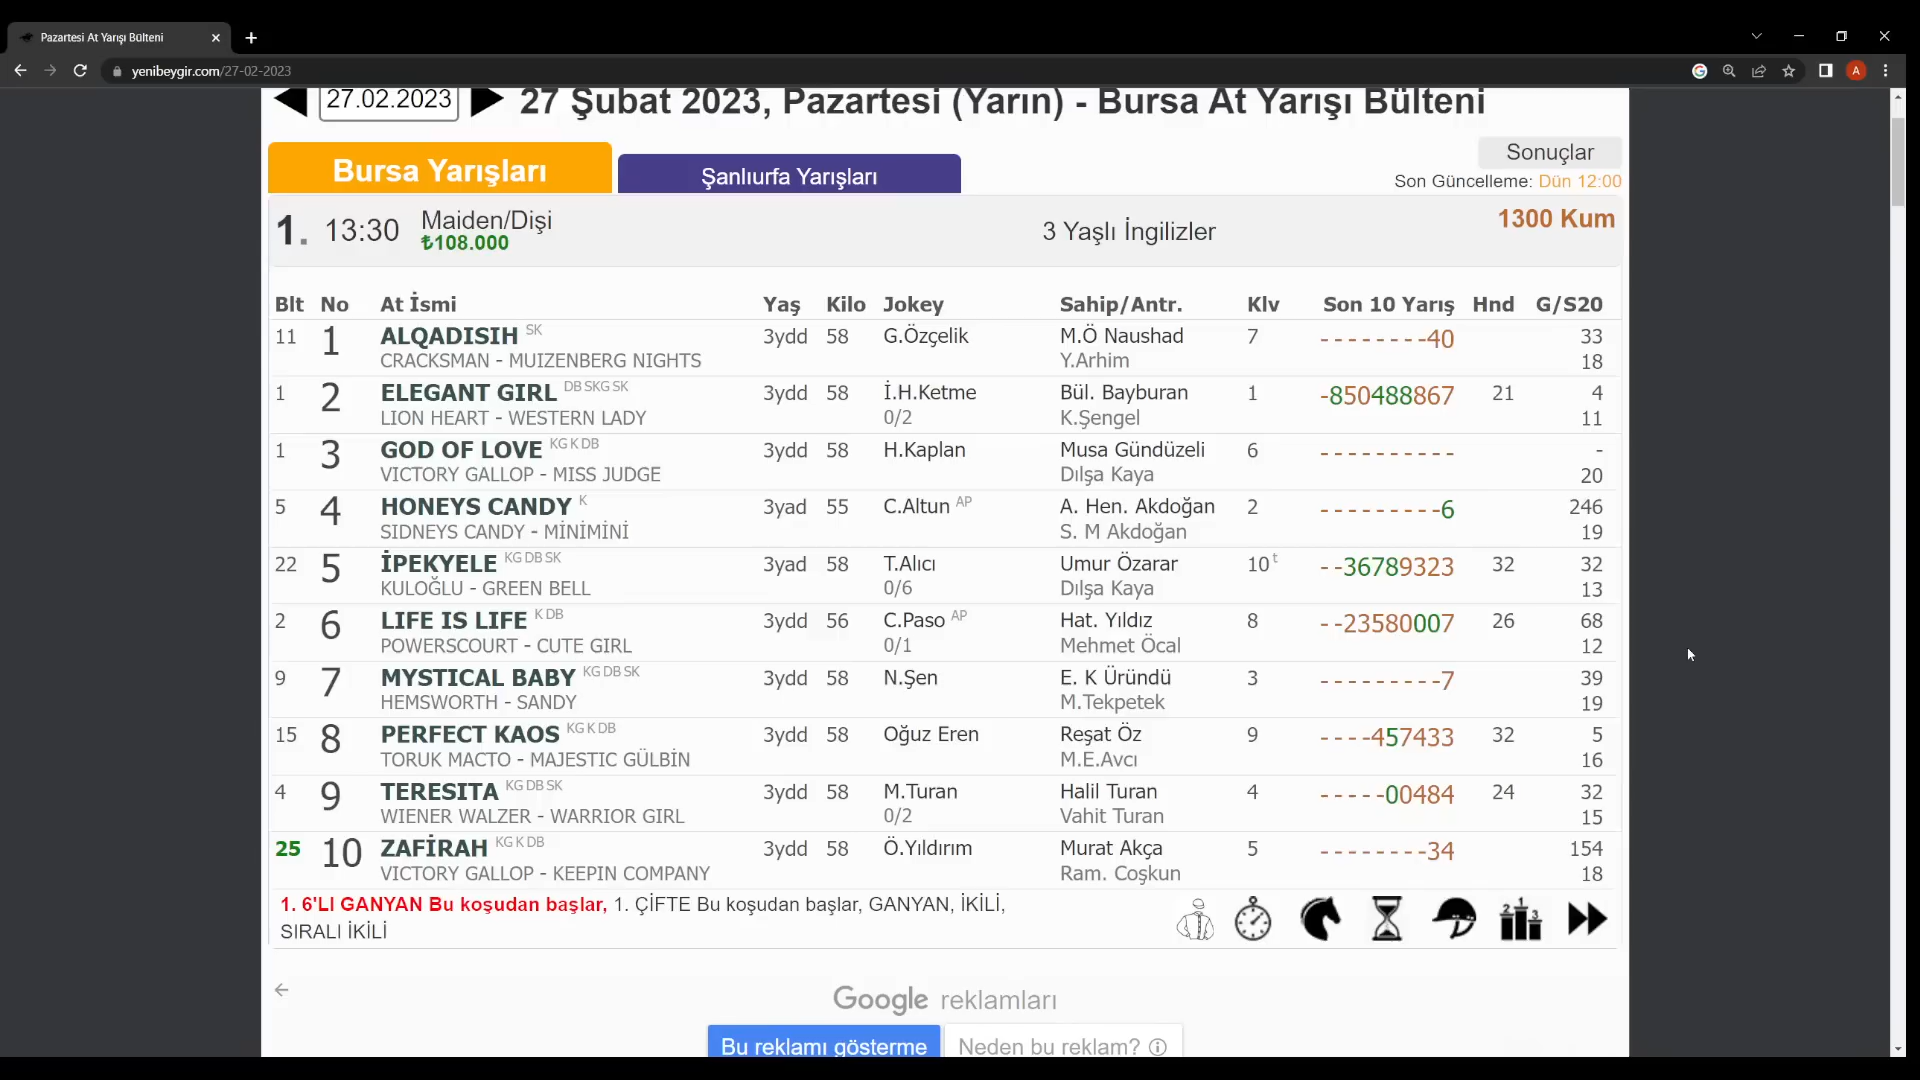 Pazartesi At Yarışı Bülteni
yenibeygir.com/27-02-2023
A
27.02.2023
27 Şubat 2023, Pazartesi (Yarın) - Bursa At Yarışı Bülteni
Bursa Yarışları
Şanlıurfa Yarışları
Sonuçlar
Son Güncelleme: Dün 12:00
1. 13:30 Maiden/Dişi 3 Yaşlı İngilizler 1300 Kum
₺108.000
Blt No At İsmi Yaş Kilo Jokey Sahip/Antr. Klv Son 10 Yarış Hnd G/S20
11 1 ALQADISIH SK 3ydd 58 G.Özçelik M.Ö Naushad 7 --------40 33
CRACKSMAN - MUIZENBERG NIGHTS Y.Arhim 18
1 2 ELEGANT GIRL DB SKG SK 3ydd 58 İ.H.Ketme Bül. Bayburan 1 -850488867 21 4
LION HEART - WESTERN LADY 0/2 K.Şengel 11
1 3 GOD OF LOVE KG K DB 3ydd 58 H.Kaplan Musa Gündüzeli 6 ---------- -
VICTORY GALLOP - MISS JUDGE Dılşa Kaya 20
5 4 HONEYS CANDY K 3yad 55 C.Altun AP A. Hen. Akdoğan 2 ---------6 246
SIDNEYS CANDY - MİNİMİNİ S. M Akdoğan 19
22 5 İPEKYELE KG DB SK 3yad 58 T.Alıcı Umur Özarar 10 t --36789323 32 32
KULOĞLU - GREEN BELL 0/6 Dılşa Kaya 13
2 6 LIFE IS LIFE K DB 3ydd 56 C.Paso AP Hat. Yıldız 8 --23580007 26 68
POWERSCOURT - CUTE GIRL 0/1 Mehmet Öcal 12
9 7 MYSTICAL BABY KG DB SK 3ydd 58 N.Şen E. K Üründü 3 ---------7 39
HEMSWORTH - SANDY M.Tekpetek 19
15 8 PERFECT KAOS KG K DB 3ydd 58 Oğuz Eren Reşat Öz 9 ----457433 32 5
TORUK MACTO - MAJESTIC GÜLBİN M.E.Avcı 16
4 9 TERESITA KG DB SK 3ydd 58 M.Turan Halil Turan 4 -----00484 24 32
WIENER WALZER - WARRIOR GIRL 0/2 Vahit Turan 15
25 10 ZAFİRAH KG K DB 3ydd 58 Ö.Yıldırım Murat Akça 5 --------34 154
VICTORY GALLOP - KEEPIN COMPANY Ram. Coşkun 18
1. 6'LI GANYAN Bu koşudan başlar, 1. ÇİFTE Bu koşudan başlar, GANYAN, İKİLİ,
SIRALI İKİLİ
2 1 3
Google reklamları
Bu reklamı gösterme
Neden bu reklam?